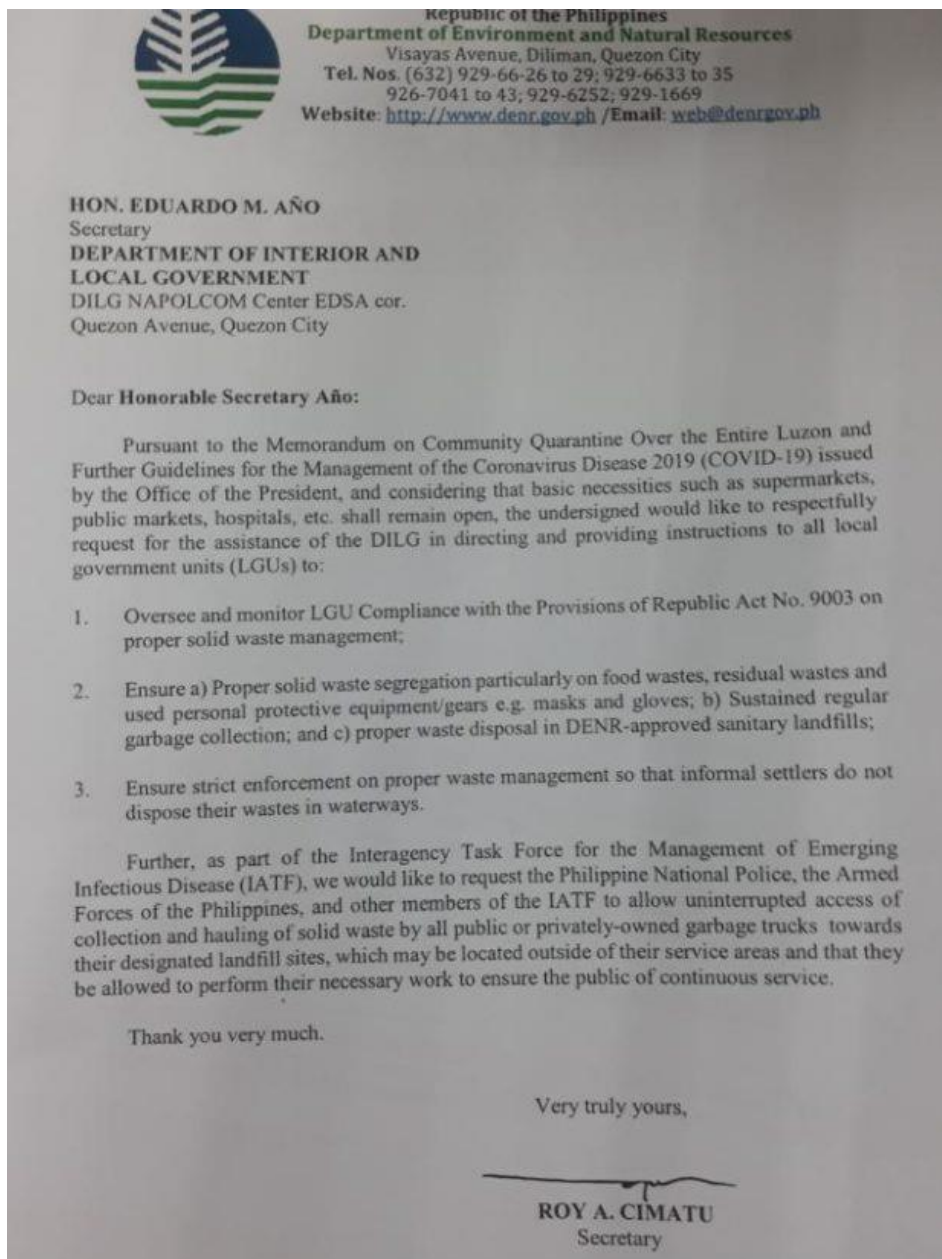 Republic of the Philippines
Department of Environment and Natural Resources
Visayas Avenue, Diliman, Quezon City
Tel. Nos. (632) 929-66-26 to 29; 929-6633 to 35
926-7041 to 43; 929-6252; 929-1669
Website: http://www.denr.gov.ph /Email: web@denrgov.ph
HON. EDUARDO M. AÑO
Secretary
DEPARTMENT OF INTERIOR AND
LOCAL GOVERNMENT
DILG NAPOLCOM Center EDSA cor.
Quezon Avenue, Quezon City
Dear Honorable Secretary Año:
Pursuant to the Memorandum on Community Quarantine Over the Entire Luzon and
Further Guidelines for the Management of the Coronavirus Disease 2019 (COVID-19) issued
by the Office of the President, and considering that basic necessities such as supermarkets,
public markets, hospitals, etc. shall remain open, the undersigned would like to respectfully
request for the assistance of the DILG in directing and providing instructions to all local
government units (LGUs) to:
1. Oversee and monitor LGU Compliance with the Provisions of Republic Act No. 9003 on
proper solid waste management;
2. Ensure a) Proper solid waste segregation particularly on food wastes, residual wastes and
used personal protective equipment/gears e.g. masks and gloves; b) Sustained regular
garbage collection; and c) proper waste disposal in DENR-approved sanitary landfills;
3. Ensure strict enforcement on proper waste management so that informal settlers do not
dispose their wastes in waterways.
Further, as part of the Interagency Task Force for the Management of Emerging
Infectious Disease (IATF), we would like to request the Philippine National Police, the Armed
Forces of the Philippines, and other members of the IATF to allow uninterrupted access of
collection and hauling of solid waste by all public or privately-owned garbage trucks towards
their designated landfill sites, which may be located outside of their service areas and that they
be allowed to perform their necessary work to ensure the public of continuous service.
Thank you very much.
Very truly yours,
ROY A. CIMATU
Secretary